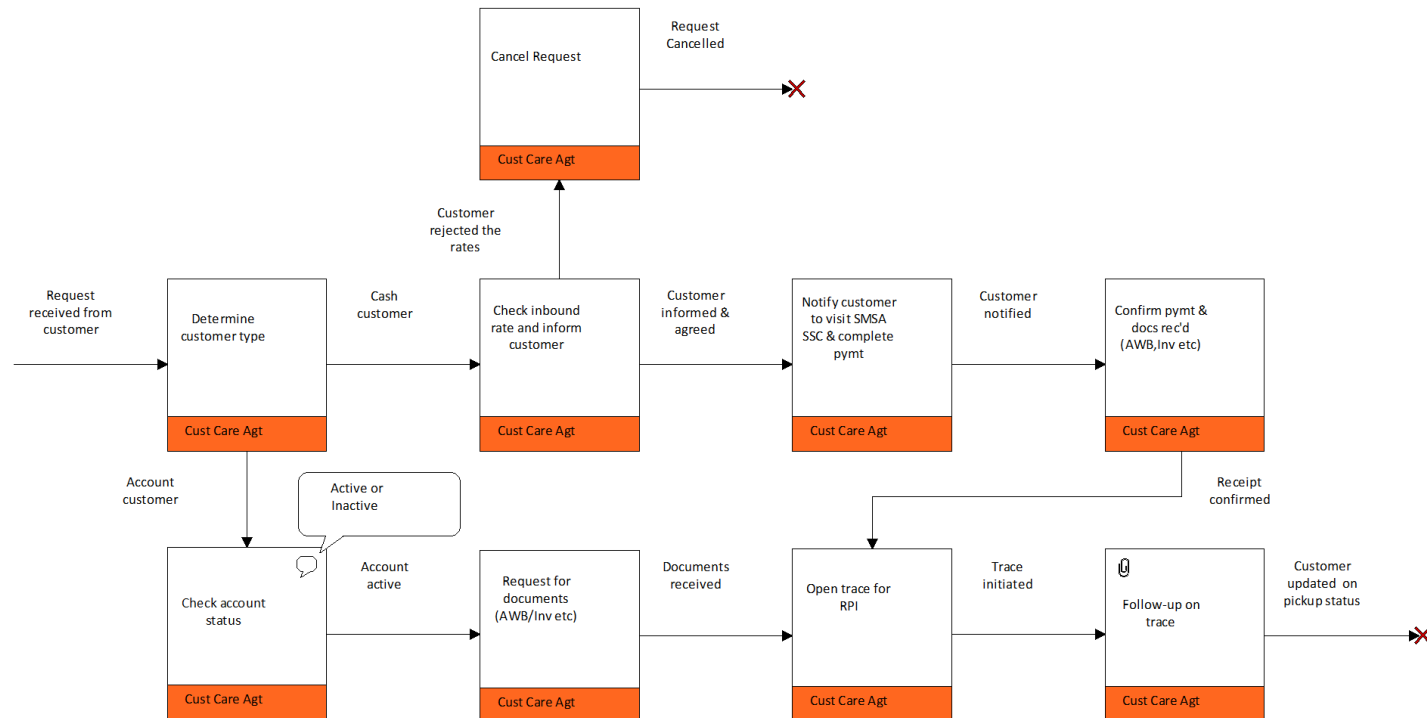 Cancel Request
Cust Care Agt
Request
Cancelled
Customer
rejected the
rates
Request
received from
customer
Determine
customer type
Cust Care Agt
Cash
customer
Check inbound
rate and inform
customer
Cust Care Agt
Customer
informed &
agreed
Notify customer
to visit SMSA
SSC & complete
pymt
Cust Care Agt
Customer
notified
Confirm pymt &
docs rec'd
(AWB,Inv etc)
Cust Care Agt
Account
customer
Active or
Inactive
Receipt
confirmed
Check account
status
Cust Care Agt
Account
active
Request for
documents
(AWB/Inv etc)
Cust Care Agt
Documents
received
Open trace for
RPI
Cust Care Agt
Trace
initiated
Follow-up on
trace
Cust Care Agt
Customer
updated on
pickup status